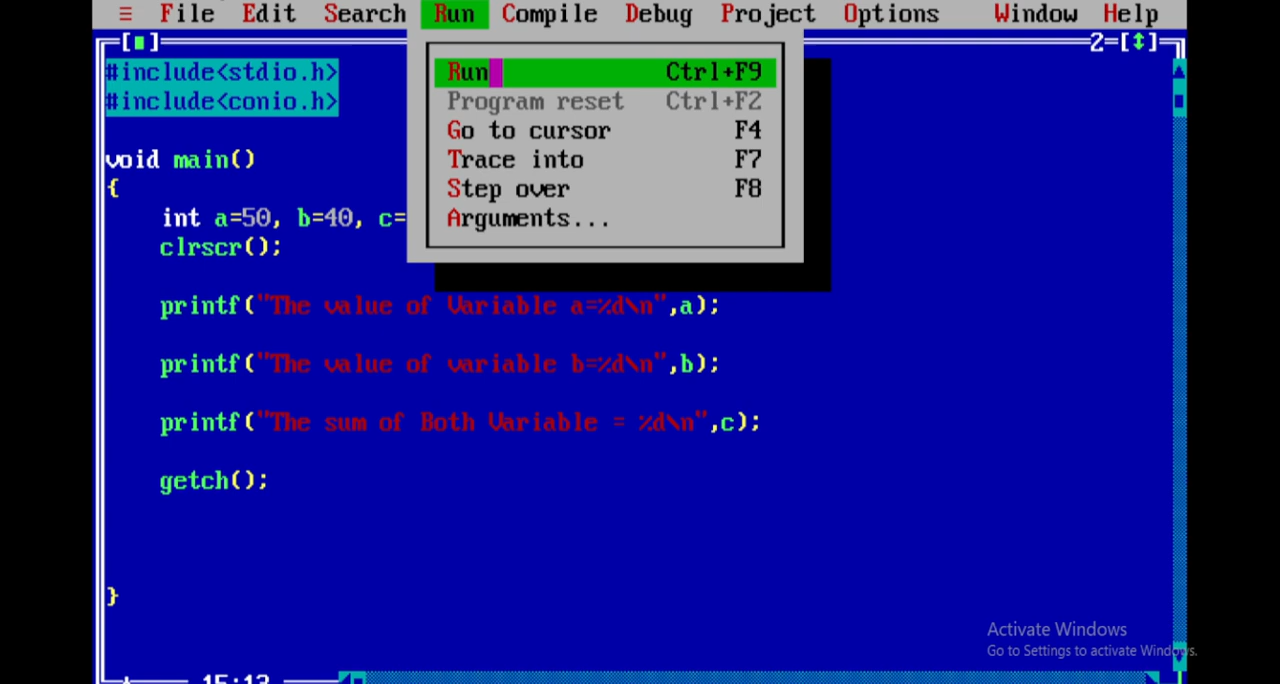 ≡ File Edit Search Run Compile Debug Project Options Window Help
2=[↕]
Run Ctrl+F9
Program reset Ctrl+F2
Go to cursor F4
Trace into F7
Step over F8
Arguments...
#include<stdio.h>
#include<conio.h>
void main()
{
int a=50, b=40, c=
clrscr();
printf("The value of Variable a=%d\n",a);
printf("The value of variable b=%d\n",b);
printf("The sum of Both Variable = %d\n",c);
getch();
}
Activate Windows
Go to Settings to activate Windows.
15:13